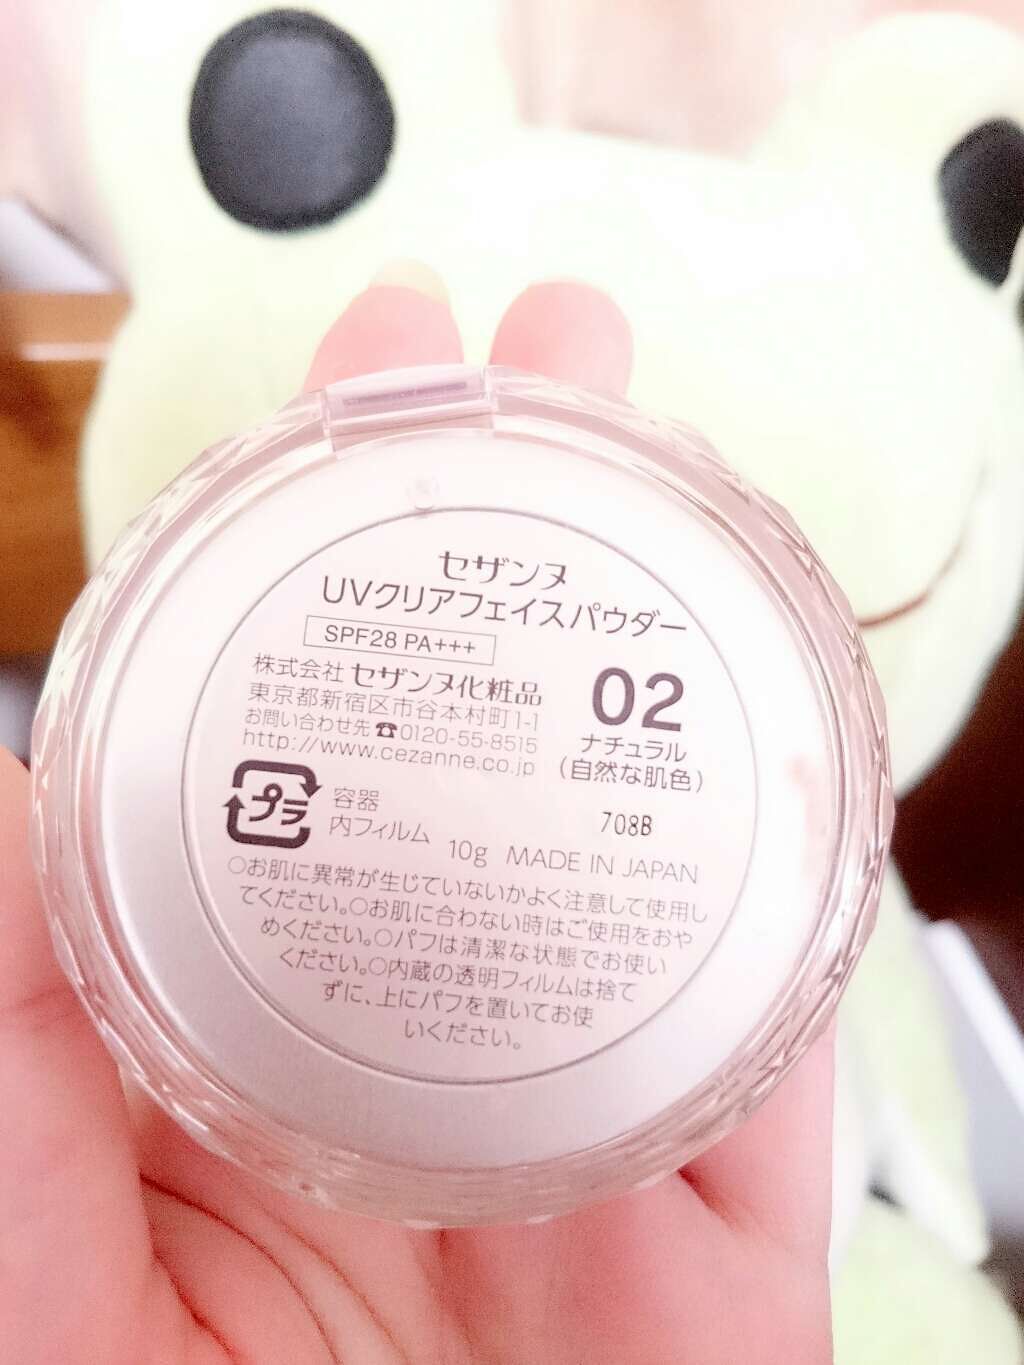 セザンヌ
UVクリアフェイスパウダー
SPF28 PA+++
株式会社 セザンヌ化粧品
東京都新宿区市谷本村町1-1
お問い合わせ先☎0120-55-8515
http://www.cezanne.co.jp
02
ナチュラル
(自然な肌色)
プラ
容器
内フィルム
708B
10g MADE IN JAPAN
○お肌に異常が生じていないかよく注意して使用し
てください。○お肌に合わない時はご使用をおや
めください。○パフは清潔な状態でお使い
ください。○内蔵の透明フィルムは捨て
ずに、上にパフを置いてお使
いください。